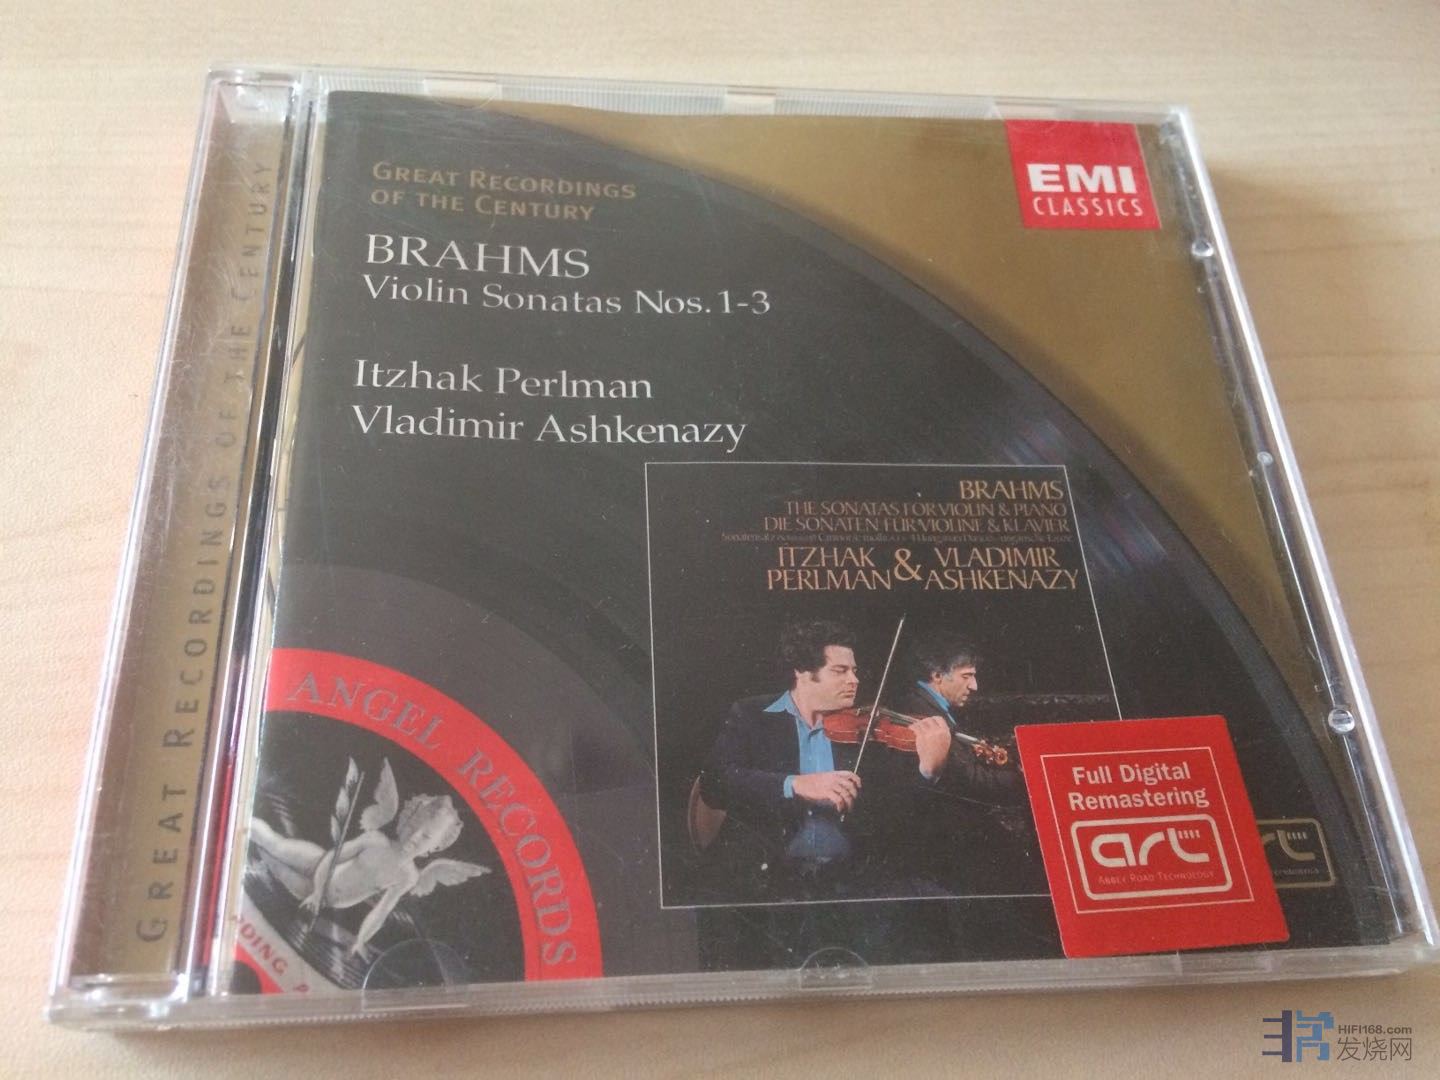 GREAT RECORDINGS OF THE CENTURY
GREAT RECORDINGS
OF THE CENTURY
BRAHMS
Violin Sonatas Nos. 1-3
Itzhak Perlman
Vladimir Ashkenazy
EMI
CLASSICS
BRAHMS
THE SONATAS FOR VIOLIN & PIANO
DIE SONATEN FÜR VIOLINE & KLAVIER
ITZHAK PERLMAN & VLADIMIR ASHKENAZY
ANGEL RECORDS
Full Digital
Remastering
art
ABBEY ROAD TECHNOLOGY
HIFI168.com
发烧网